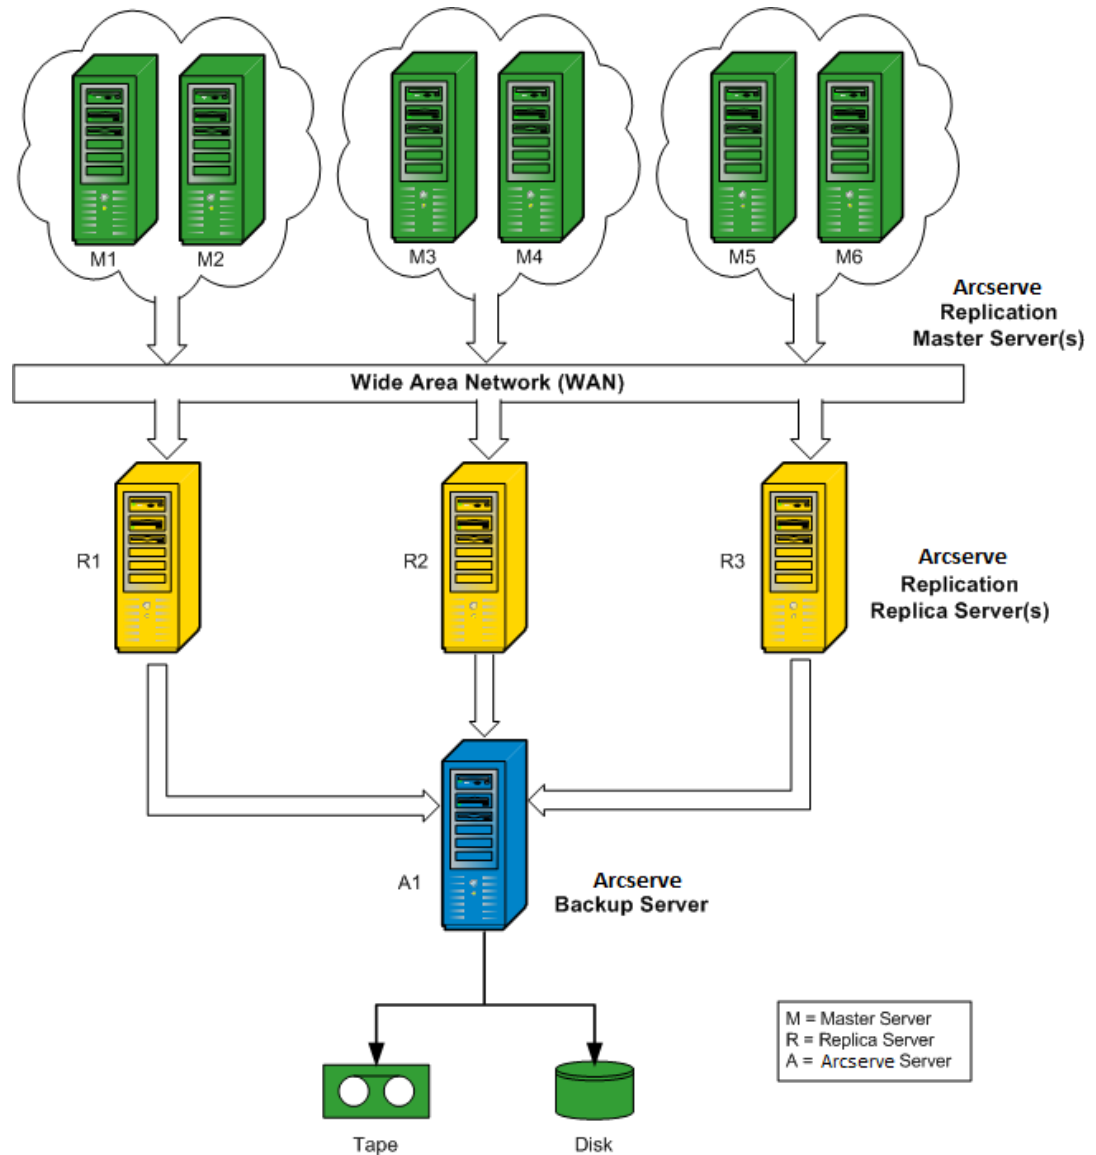 M1
M2
M3
M4
M5
M6
Arcserve
Replication
Master Server(s)
Wide Area Network (WAN)
R1
R2
R3
Arcserve
Replication
Replica Server(s)
A1
Arcserve
Backup Server
M = Master Server
R = Replica Server
A = Arcserve Server
Tape
Disk